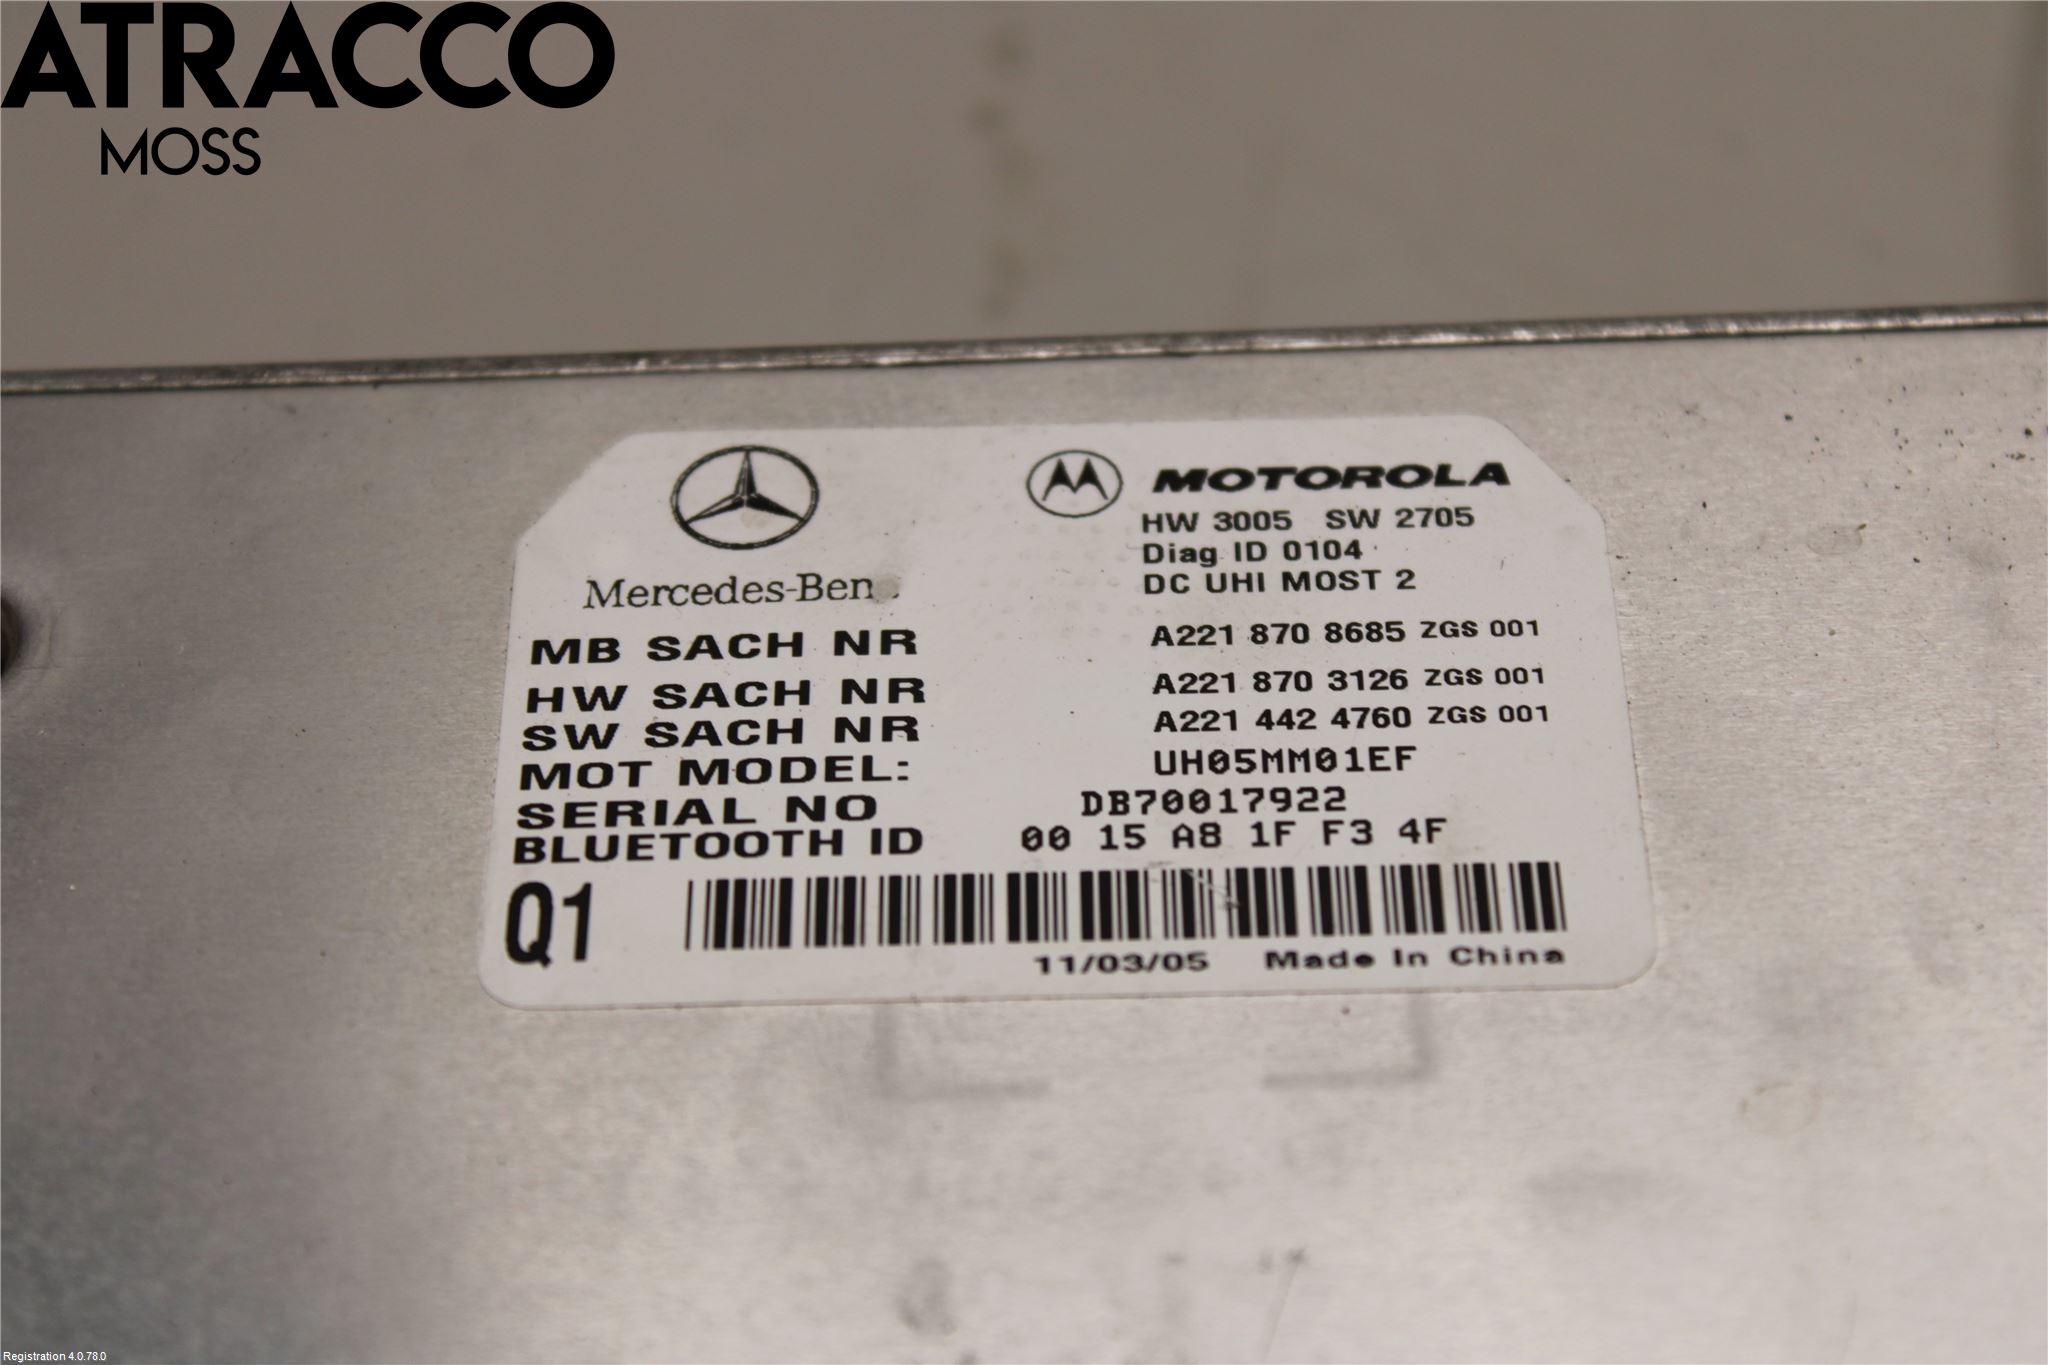 ATRACCO
MOSS
MOTOROLA
HW 3005 SW 2705
Diag ID 0104
DC UHI MOST 2
Mercedes-Ben
MB SACH NR A221 870 8685 ZGS 001
HW SACH NR A221 870 3126 ZGS 001
SW SACH NR A221 442 4760 ZGS 001
MOT MODEL: UH05MM01EF
SERIAL NO DB70017922
BLUETOOTH ID 00 15 A8 1F F3 4F
Q1
11/03/05 Made In China
Registration 4.0.78.0